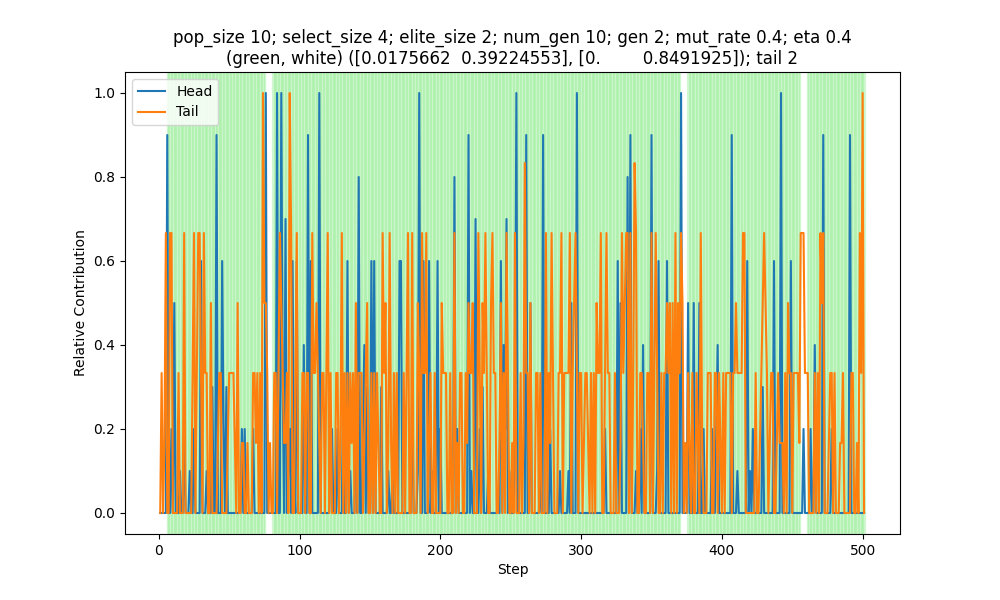 pop_size 10; select_size 4; elite_size 2; num_gen 10; gen 2; mut_rate 0.4; eta 0.4
(green, white) ([0.0175662  0.39224553], [0.         0.8491925]); tail 2
Head
Tail
1.0
0.8
0.6
0.4
0.2
0.0
Relative Contribution
0
100
200
300
400
500
Step